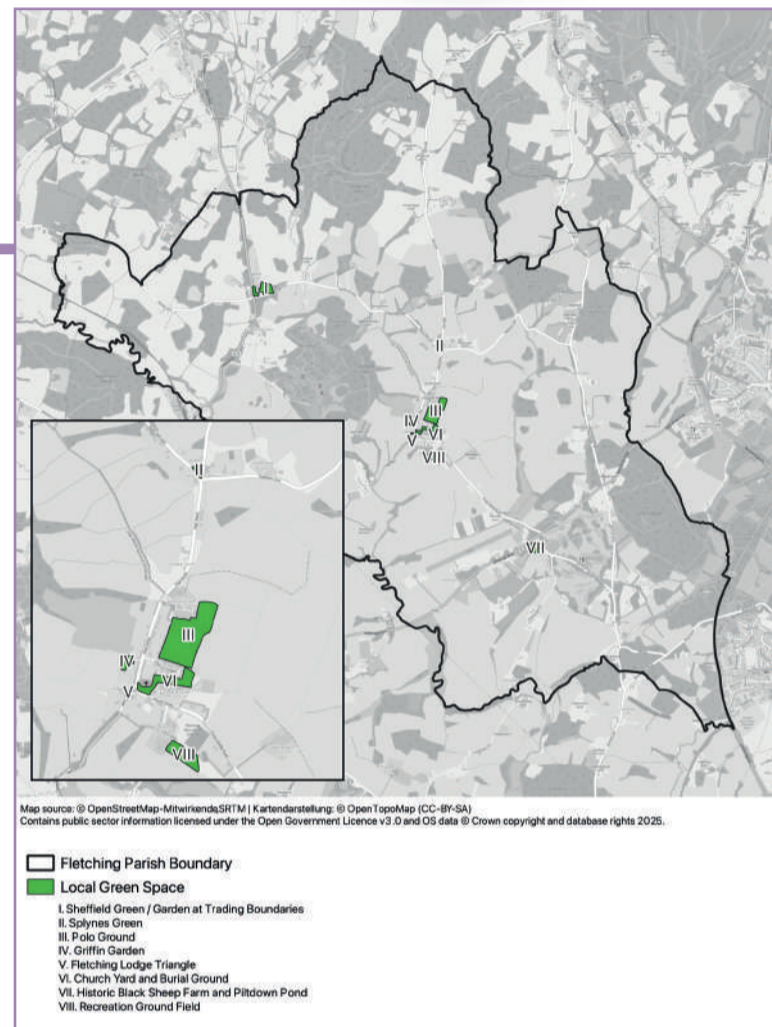 I
II
III
IV
VI
V
VIII
VII
II
III
IV
VI
V
VIII
Map source: © OpenStreetMap-Mitwirkende,SRTM | Kartendarstellung: © OpenTopoMap (CC-BY-SA)
Contains public sector information licensed under the Open Government Licence v3.0 and OS data © Crown copyright and database rights 2025.
Fletching Parish Boundary
Local Green Space
I. Sheffield Green / Garden at Trading Boundaries
II. Splynes Green
III. Polo Ground
IV. Griffin Garden
V. Fletching Lodge Triangle
VI. Church Yard and Burial Ground
VII. Historic Black Sheep Farm and Piltdown Pond
VIII. Recreation Ground Field